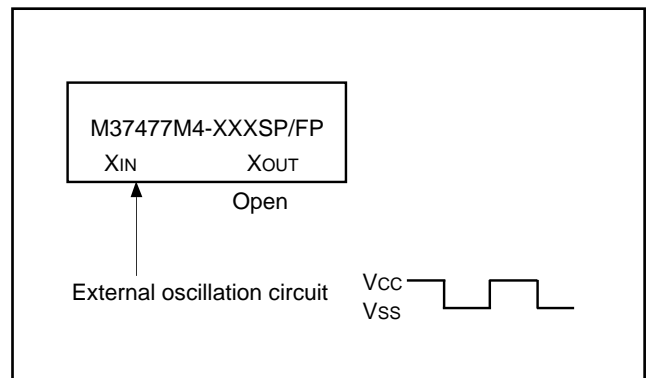 M37477M4-XXXSP/FP
XIN XOUT
Open
External oscillation circuit
VCC
VSS